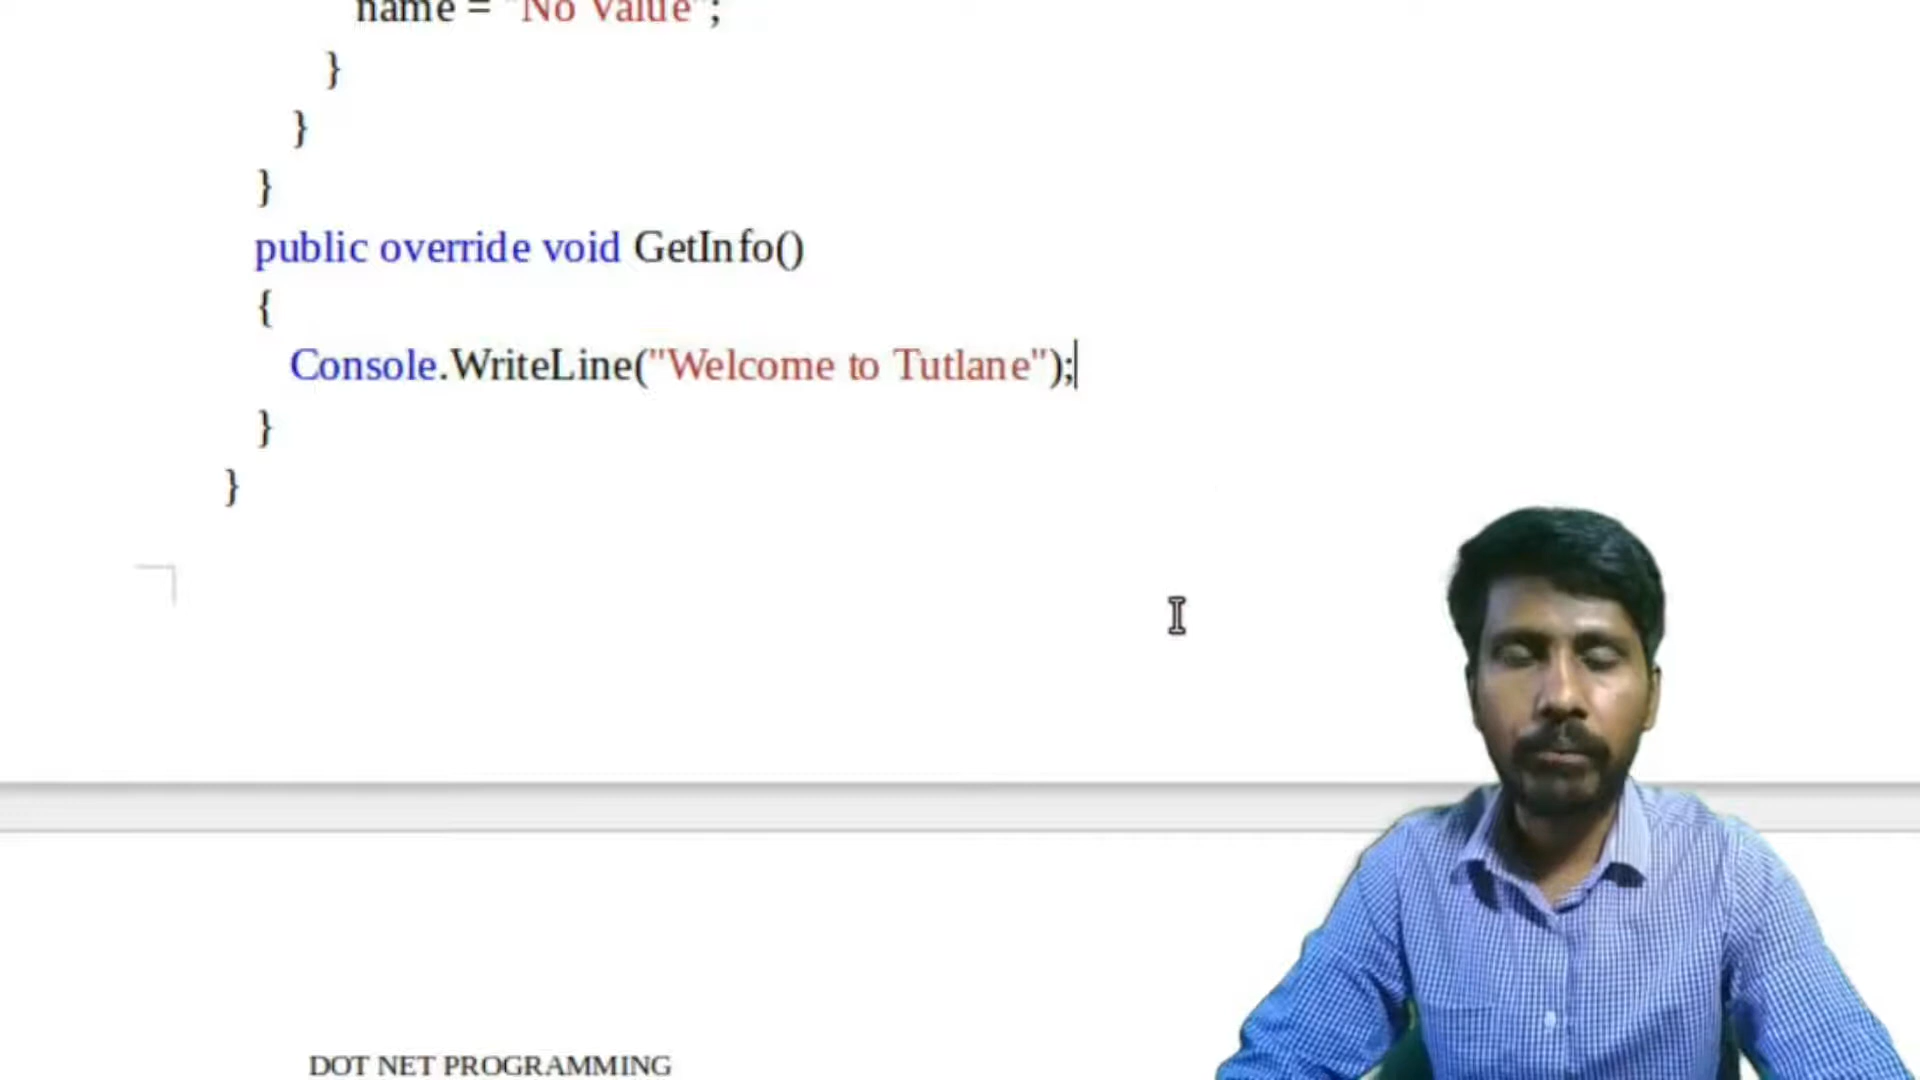 name = "No Value";
}
}
}
public override void GetInfo()
{
Console.WriteLine("Welcome to Tutlane");
}
}
DOT NET PROGRAMMING